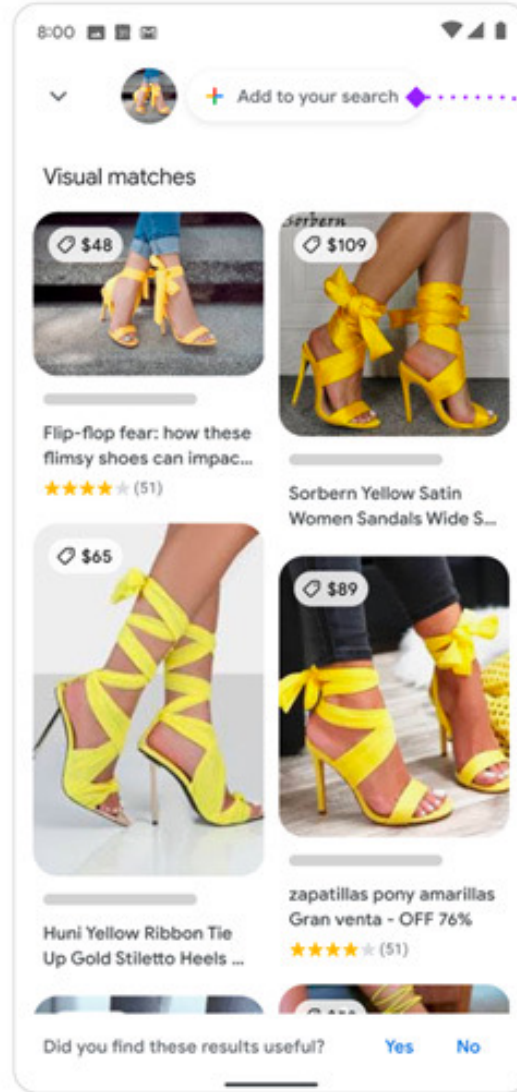 8:00
Add to your search
Visual matches
$48
Flip-flop fear: how these
flimsy shoes can impac...
(51)
Sorbern
$109
Sorbern Yellow Satin
Women Sandals Wide S...
$65
Huni Yellow Ribbon Tie
Up Gold Stiletto Heels ...
$89
zapatillas pony amarillas
Gran venta - OFF 76%
(51)
Did you find these results useful?
Yes
No